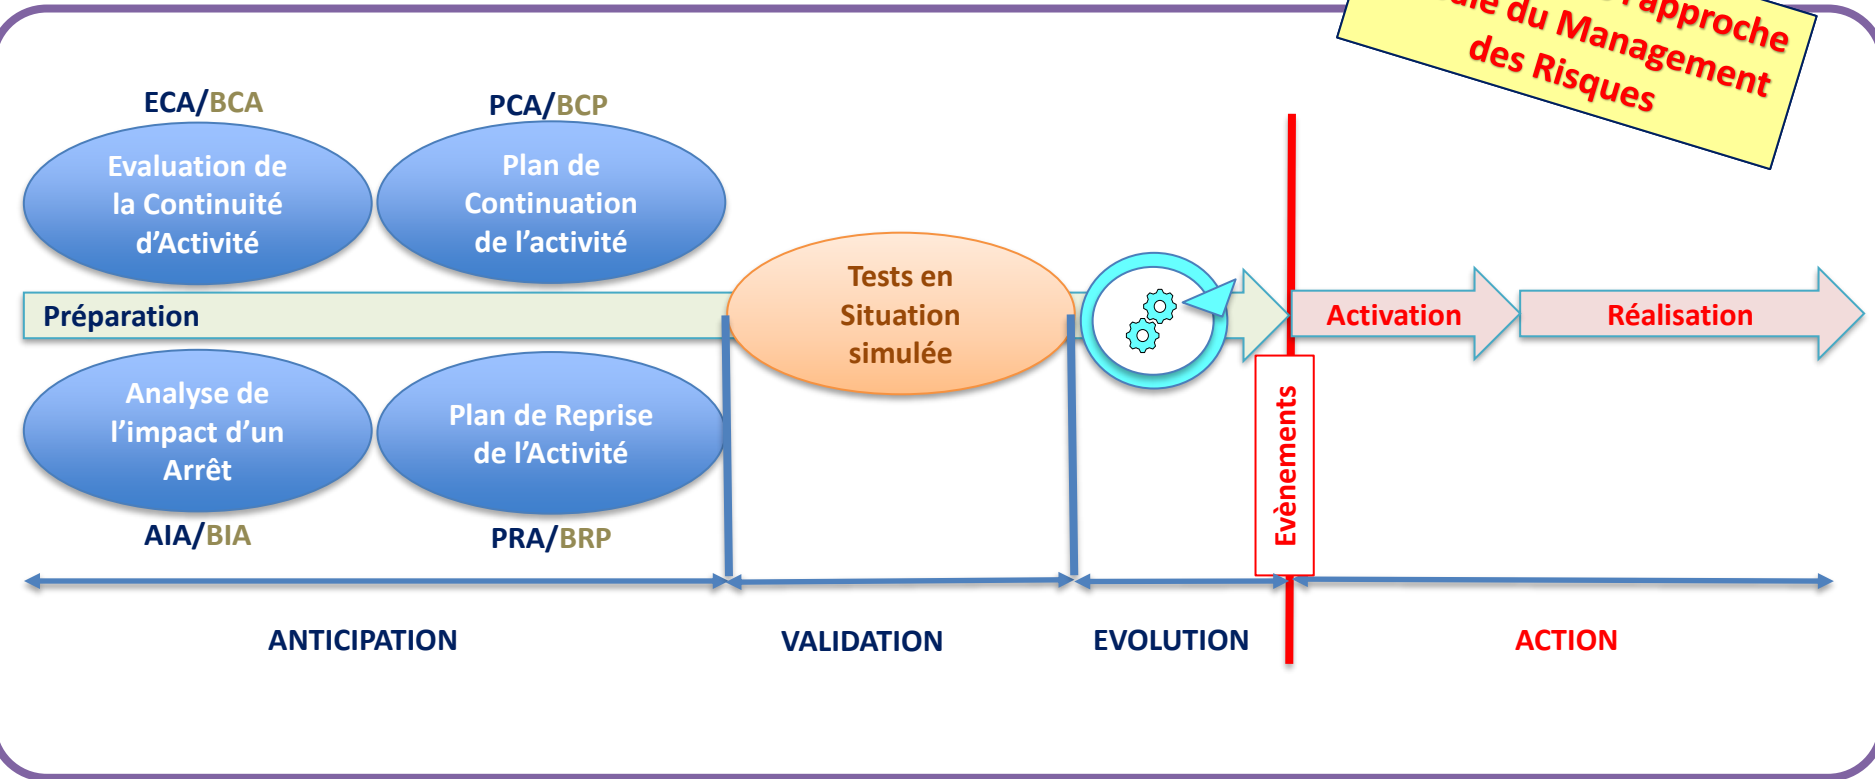 l'approche
du Management
des Risques
ECA/BCA
PCA/BCP
Evaluation de
la Continuité
d'Activité
Plan de
Continuation
de l'activité
Tests en
Situation
simulée
Préparation
Activation
Réalisation
Analyse de
l'impact d'un
Arrêt
Plan de Reprise
de l'Activité
Evènements
AIA/BIA
PRA/BRP
ANTICIPATION
VALIDATION
EVOLUTION
ACTION